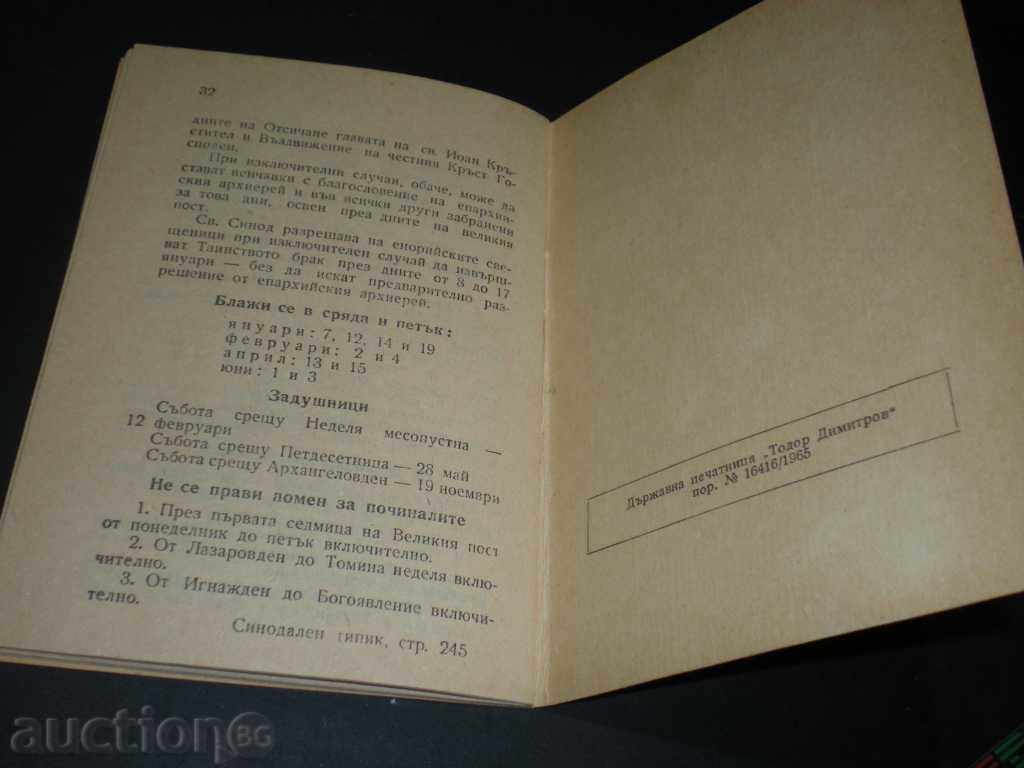 32
дните на Отсичане главата на св. Иоан Кръ-
стител и Въздвижение на честния Кръст Го-
споден.
При изключителни случаи, обаче, може да
стават венчавки с благословение на епархий-
ския архиерей и във всички други забранени
за това дни, освен през дните на великия
пост.
Св. Синод разрешава на енорийските све-
щеници при изключителен случай да извърш-
ват Таинството брак през дните от 8 до 17
януари — без да искат предварително раз-
решение от епархийския архиерей.
Блажи се в сряда и петък:
януари: 7, 12, 14 и 19
февруари: 2 и 4
април: 13 и 15
юни: 1 и 3
Задушници
Събота срещу Неделя месопустна —
12 февруари
Събота срещу Петдесетница — 28 май
Събота срещу Архангеловден — 19 ноември
Не се прави помен за починалите
1. През първата седмица на Великия пост
от понеделник до петък включително.
2. От Лазаровден до Томина неделя вклю-
чително.
3. От Игнажден до Богоявление включи-
телно.
Синодален типик, стр. 245
Държавна печатница „Тодор Димитров“
пор. № 16416/1965
auction BG